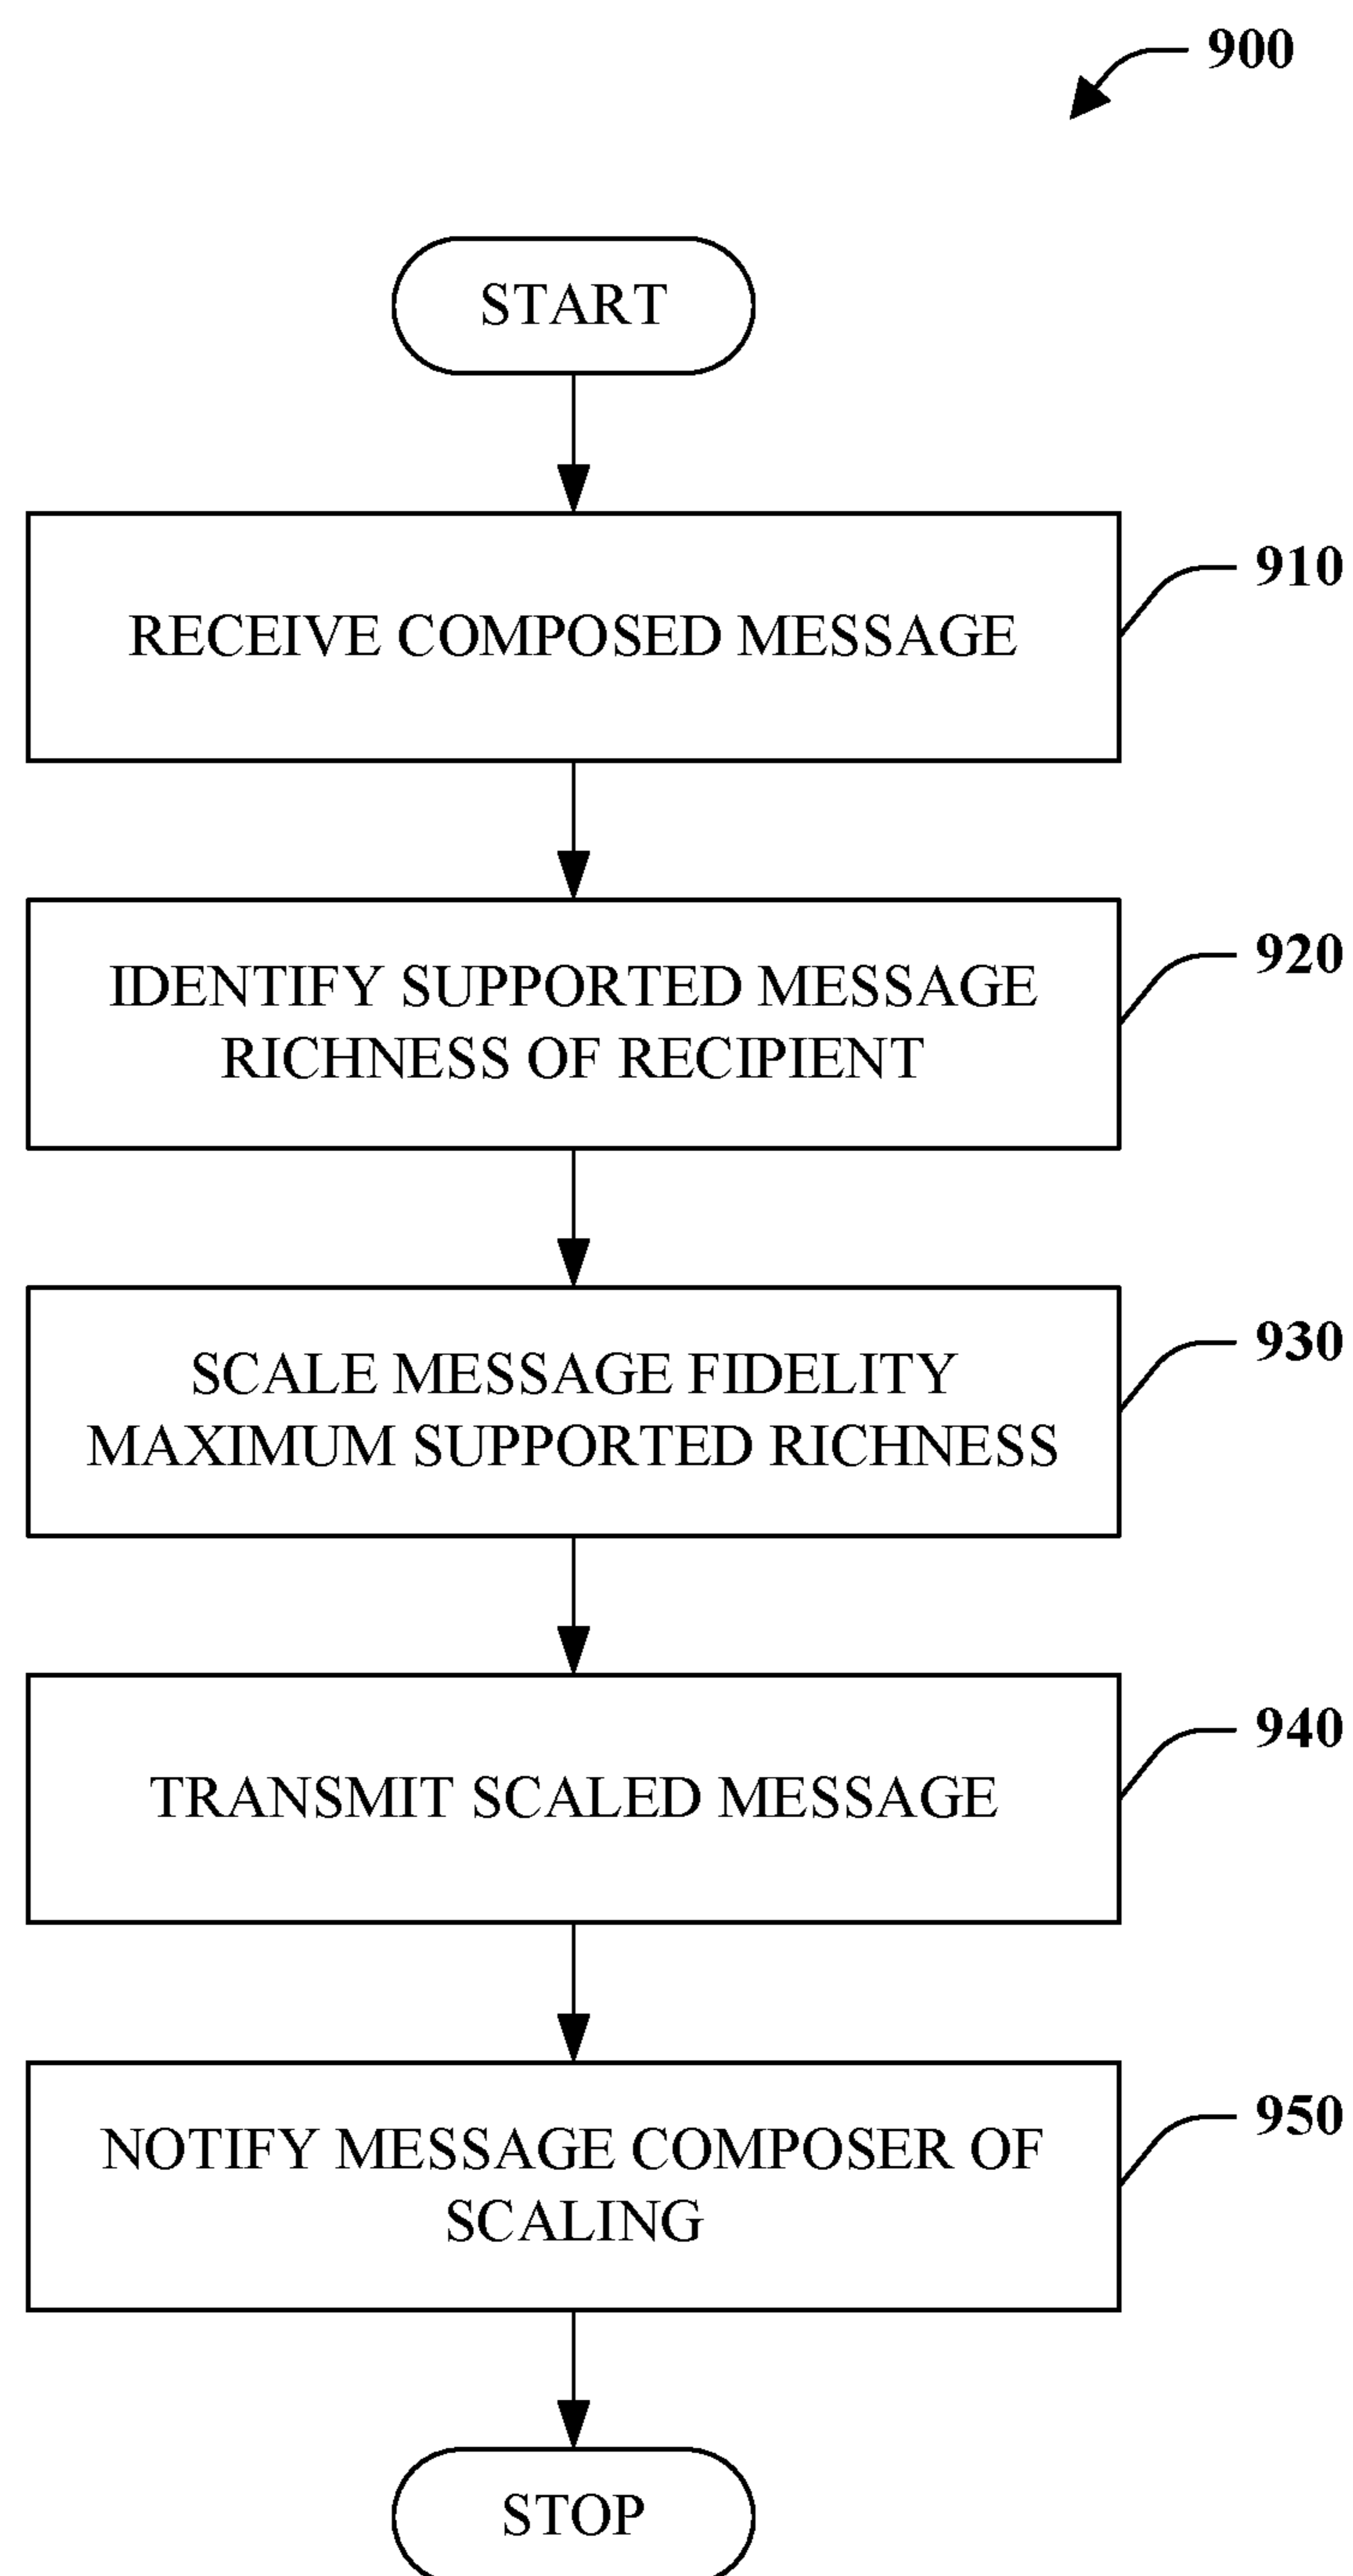 900
START
RECEIVE COMPOSED MESSAGE
910
IDENTIFY SUPPORTED MESSAGE
RICHNESS OF RECIPIENT
920
SCALE MESSAGE FIDELITY
MAXIMUM SUPPORTED RICHNESS
930
TRANSMIT SCALED MESSAGE
940
NOTIFY MESSAGE COMPOSER OF
SCALING
950
STOP